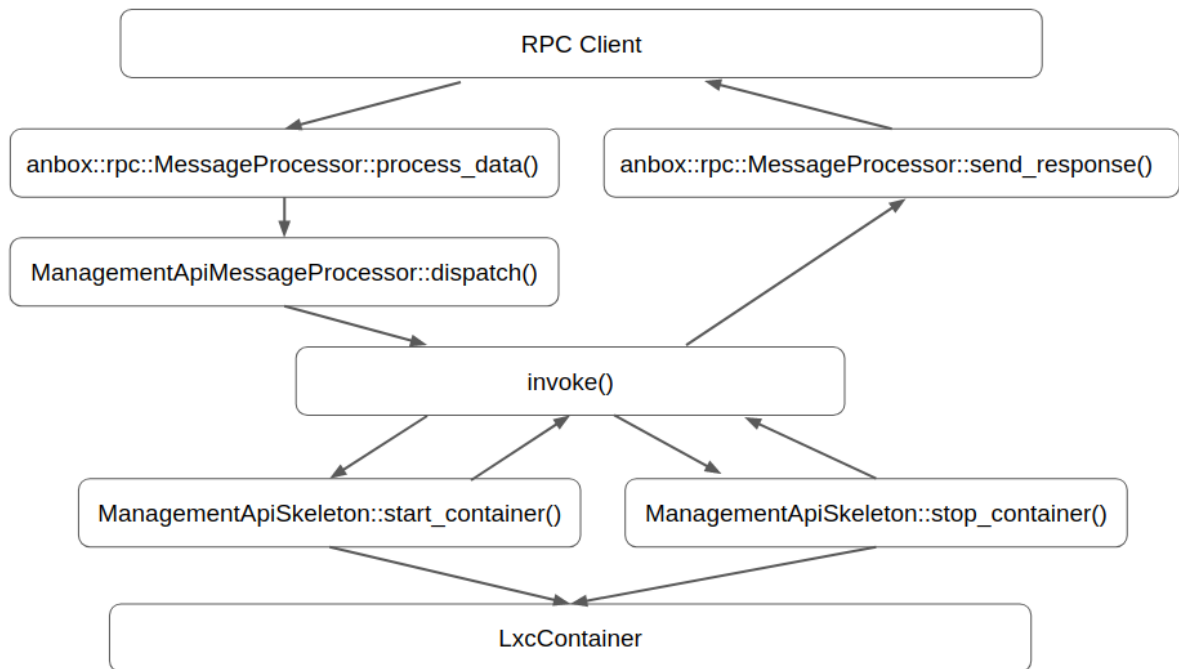 RPC Client
anbox::rpc::MessageProcessor::process_data()
anbox::rpc::MessageProcessor::send_response()
ManagementApiMessageProcessor::dispatch()
invoke()
ManagementApiSkeleton::start_container()
ManagementApiSkeleton::stop_container()
LxcContainer